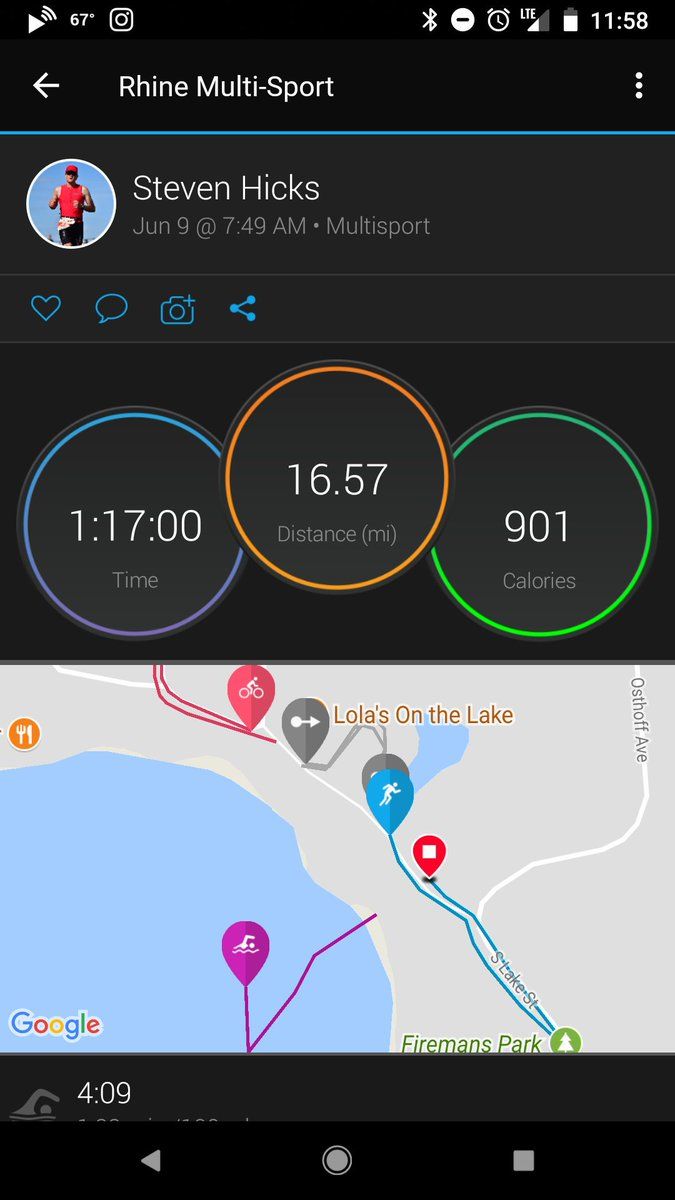 67°
LTE
11:58
Rhine Multi-Sport
Steven Hicks
Jun 9 @ 7:49 AM • Multisport
1:17:00
Time
16.57
Distance (mi)
901
Calories
Lola's On the Lake
Osthoff Ave
S Lake St
Google
Firemans Park
4:09